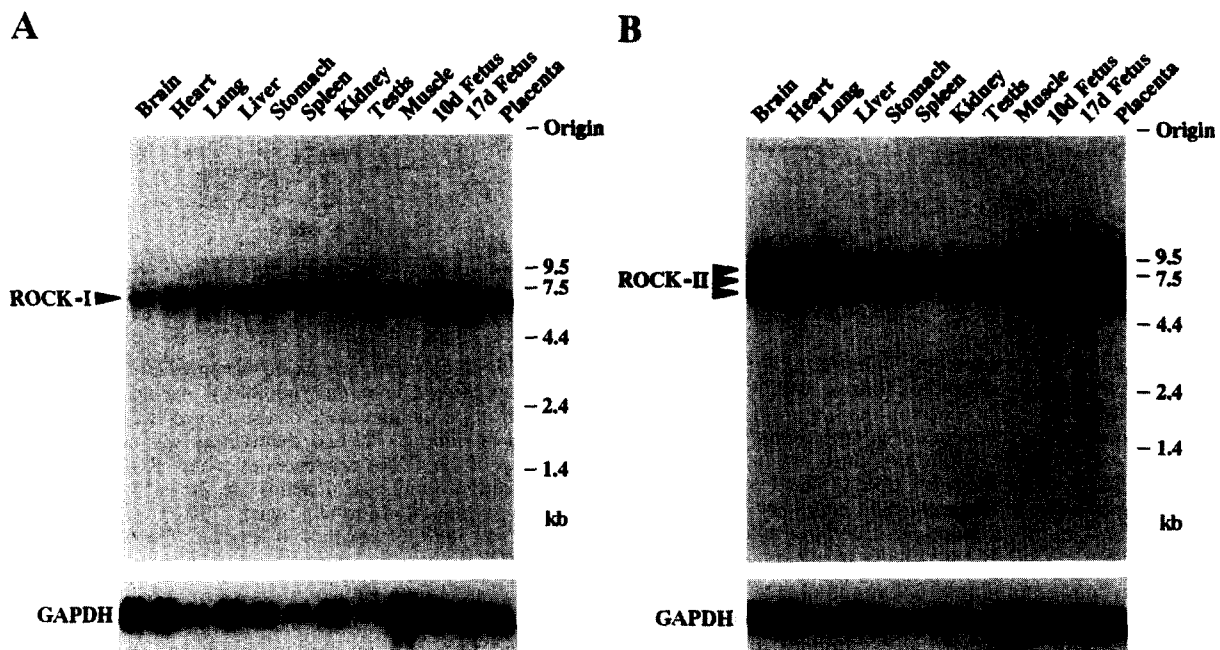 A
Brain
Heart
Lung
Liver
Stomach
Spleen
Kidney
Testis
Muscle
10d Fetus
17d Fetus
Placenta
– Origin
– 9.5
– 7.5
ROCK-I
– 4.4
– 2.4
– 1.4
kb
GAPDH
B
Brain
Heart
Lung
Liver
Stomach
Spleen
Kidney
Testis
Muscle
10d Fetus
17d Fetus
Placenta
– Origin
– 9.5
– 7.5
ROCK-II
– 4.4
– 2.4
– 1.4
kb
GAPDH